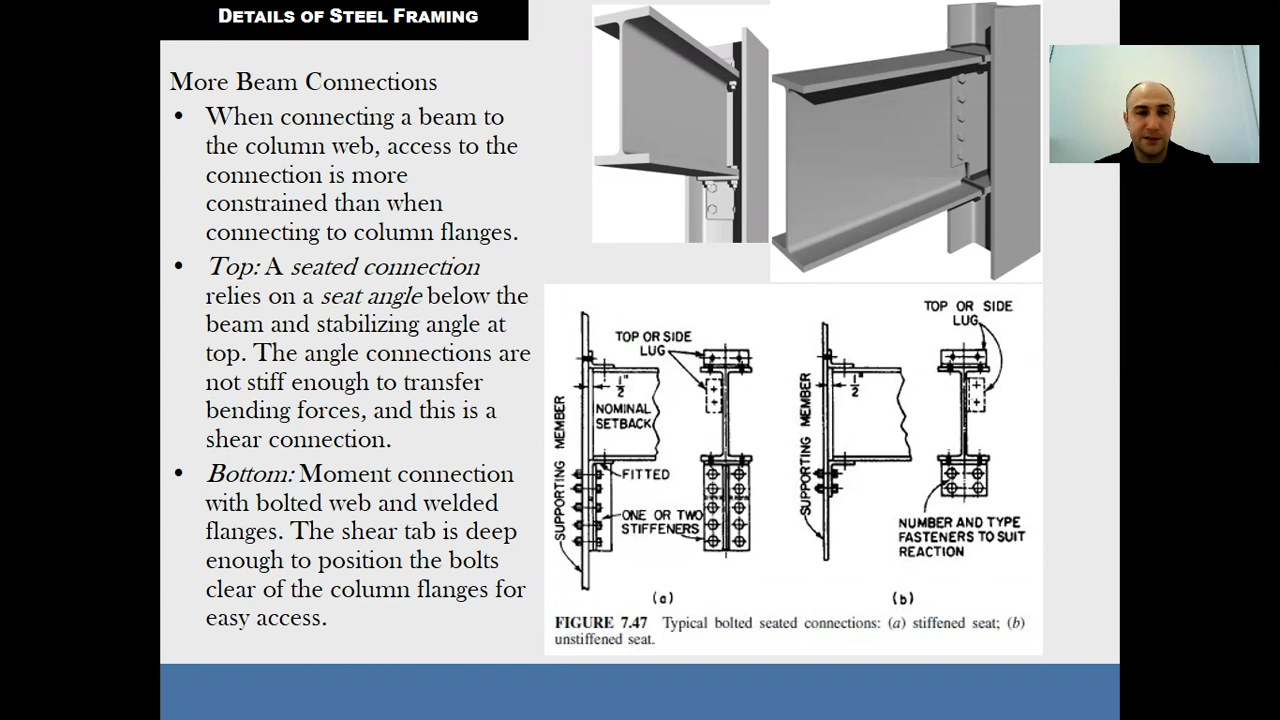 DETAILS OF STEEL FRAMING
More Beam Connections
• When connecting a beam to
the column web, access to the
connection is more
constrained than when
connecting to column flanges.
• Top: A seated connection
relies on a seat angle below the
beam and stabilizing angle at
top. The angle connections are
not stiff enough to transfer
bending forces, and this is a
shear connection.
• Bottom: Moment connection
with bolted web and welded
flanges. The shear tab is deep
enough to position the bolts
clear of the column flanges for
easy access.
TOP OR SIDE
LUG
1/2"
NOMINAL
SETBACK
SUPPORTING MEMBER
FITTED
ONE OR TWO
STIFFENERS
(a)
TOP OR SIDE
LUG
1/2"
SUPPORTING MEMBER
NUMBER AND TYPE
FASTENERS TO SUIT
REACTION
(b)
FIGURE 7.47 Typical bolted seated connections: (a) stiffened seat; (b)
unstiffened seat.